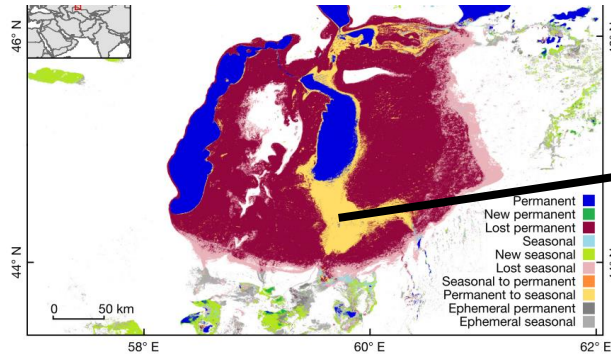 46° N
44° N
Permanent
New permanent
Lost permanent
Seasonal
New seasonal
Lost seasonal
Seasonal to permanent
Permanent to seasonal
Ephemeral permanent
Ephemeral seasonal
0 50 km
58° E
60° E
62° E